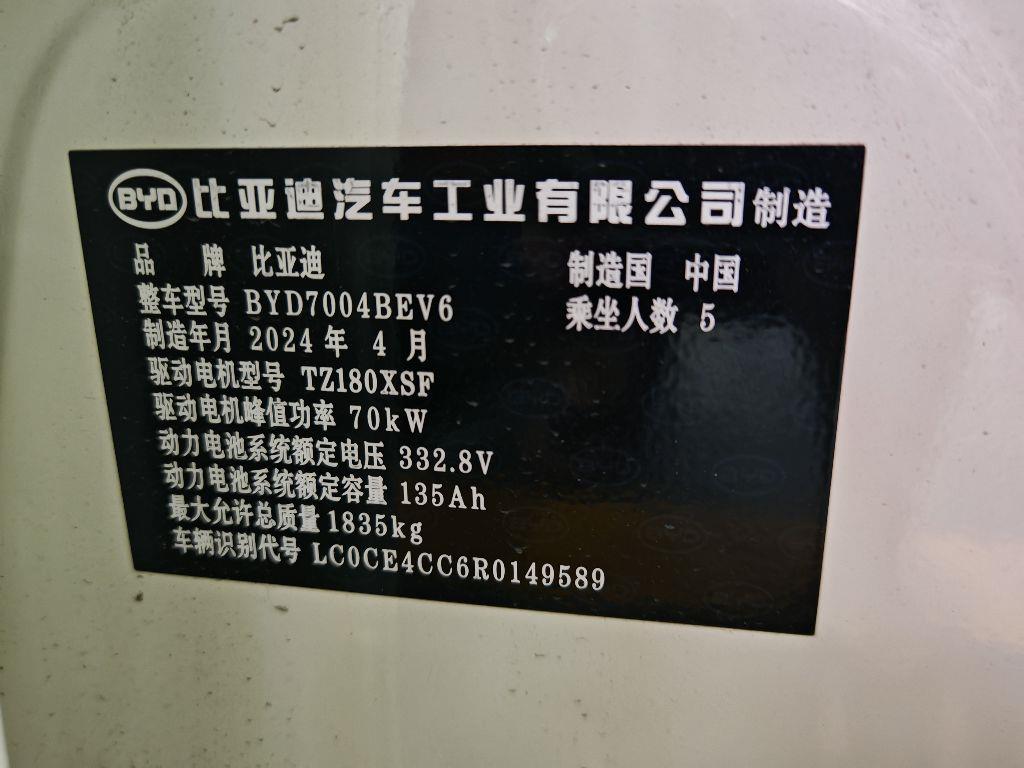 BYD 比亚迪汽车工业有限公司制造
品 牌 比亚迪 制造国 中国
整车型号 BYD7004BEV6 乘坐人数 5
制造年月 2024 年 4 月
驱动电机型号 TZ180XSF
驱动电机峰值功率 70kW
动力电池系统额定电压 332.8V
动力电池系统额定容量 135Ah
最大允许总质量 1835kg
车辆识别代号 LC0CE4CC6R0149589